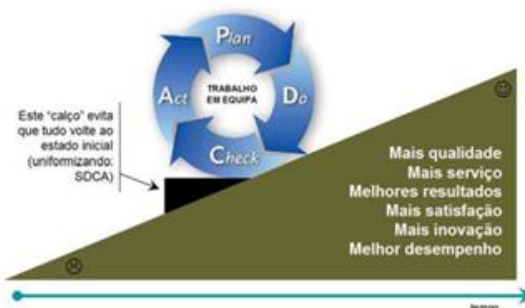 Plan
Act
TRABALHO
EM EQUIPA
Do
Check
Este "calço" evita
que tudo volte ao
estado inicial
(uniformizando:
SDCA)
Mais qualidade
Mais serviço
Melhores resultados
Mais satisfação
Mais inovação
Melhor desempenho
tempo